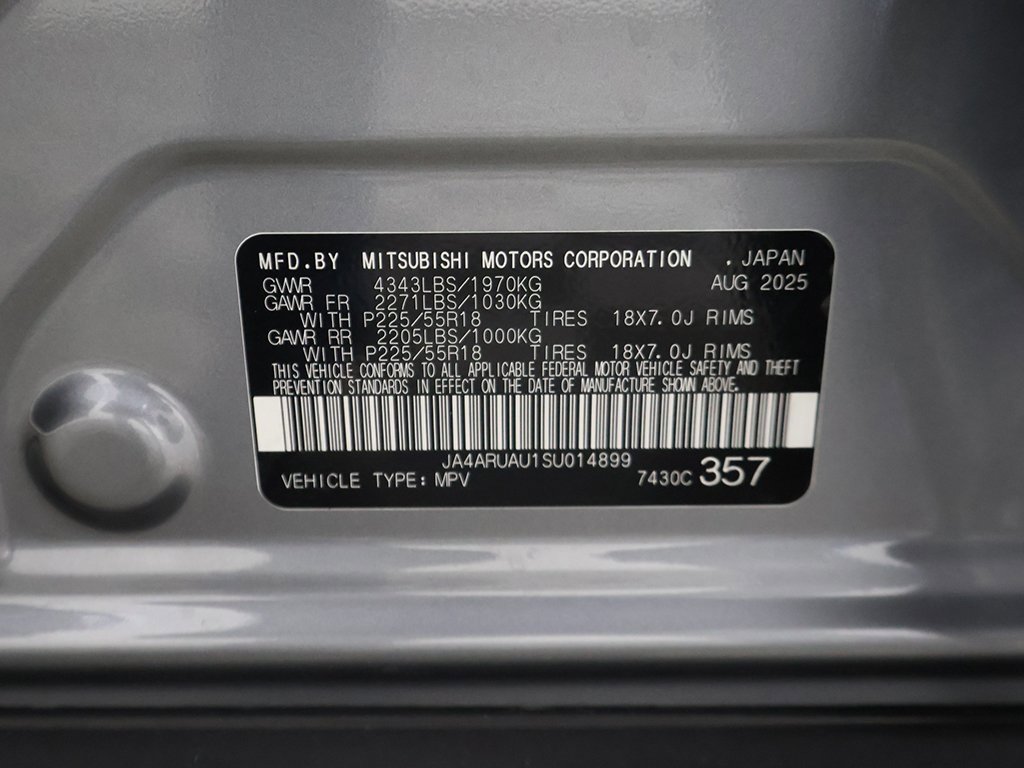 MFD.BY MITSUBISHI MOTORS CORPORATION . JAPAN
GVWR 4343LBS/1970KG AUG 2025
GAWR FR 2271LBS/1030KG
WITH P225/55R18 TIRES 18X7.0J RIMS
GAWR RR 2205LBS/1000KG
WITH P225/55R18 TIRES 18X7.0J RIMS
THIS VEHICLE CONFORMS TO ALL APPLICABLE FEDERAL MOTOR VEHICLE SAFETY AND THEFT
PREVENTION STANDARDS IN EFFECT ON THE DATE OF MANUFACTURE SHOWN ABOVE.
JA4ARUAU1SU014899
VEHICLE TYPE: MPV 7430C 357